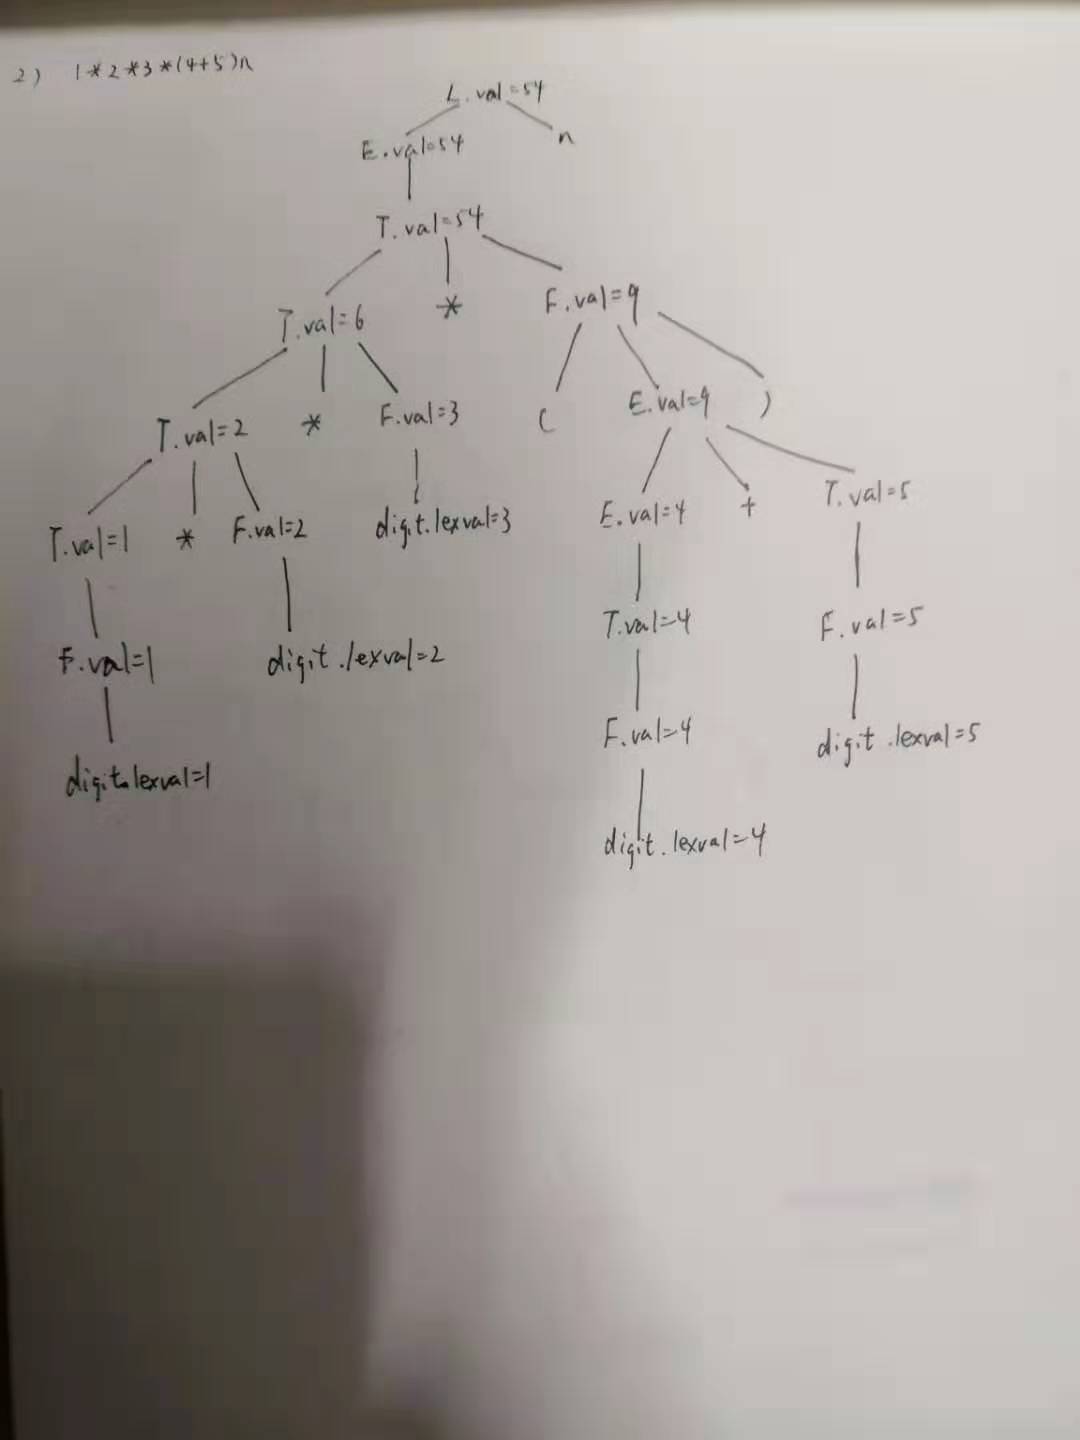 2) 1*2*3*(4+5)n
L.val=54
E.val=54 n
T.val=54
T.val=6 * F.val=9
T.val=2 * F.val=3 ( E.val=9 )
T.val=1 * F.val=2 digit.lexval=3 E.val=4 + T.val=5
F.val=1 digit.lexval=2 T.val=4 F.val=5
digit.lexval=1 F.val=4 digit.lexval=5
digit.lexval=4